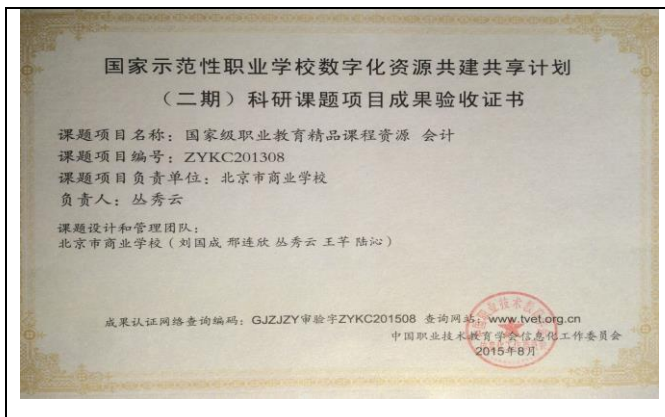 国家示范性职业学校数字化资源共建共享计划
（二期）科研课题项目成果验收证书
课题项目名称：国家级职业教育精品课程资源 会计
课题项目编号：ZYKC201308
课题项目负责单位：北京市商业学校
负责人：丛秀云
课题设计和管理团队：
北京市商业学校（刘国成 邢连欣 丛秀云 王芊 陆沁）
成果认证网络查询编码：GJZJZY审验字ZYKC201508 查询网站：www.tvet.org.cn
中国职业技术教育学会信息化工作委员会
2015年8月